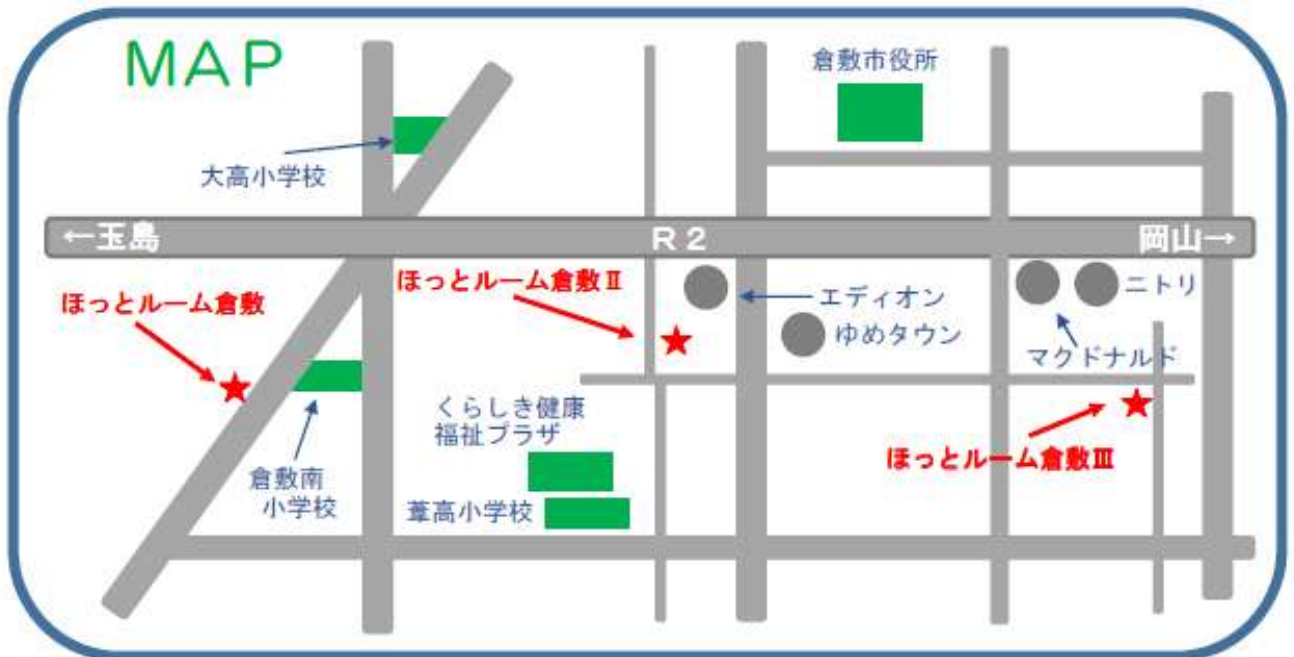 MAP
倉敷市役所
大高小学校
←玉島
R2
岡山→
ほっとルーム倉敷
ほっとルーム倉敷Ⅱ
エディオン
ニトリ
ゆめタウン
マクドナルド
くらしき健康
福祉プラザ
ほっとルーム倉敷Ⅲ
倉敷南
小学校
葦高小学校